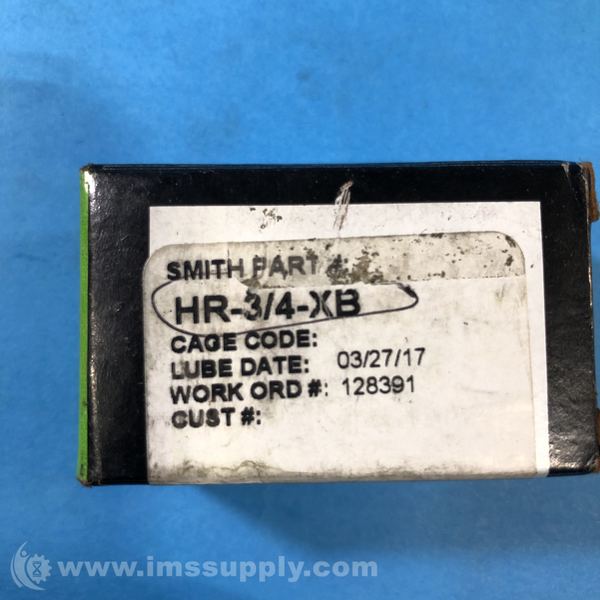 SMITH PART #:
HR-3/4-XB
CAGE CODE:
LUBE DATE: 03/27/17
WORK ORD #: 128391
CUST #:
www.imssupply.com